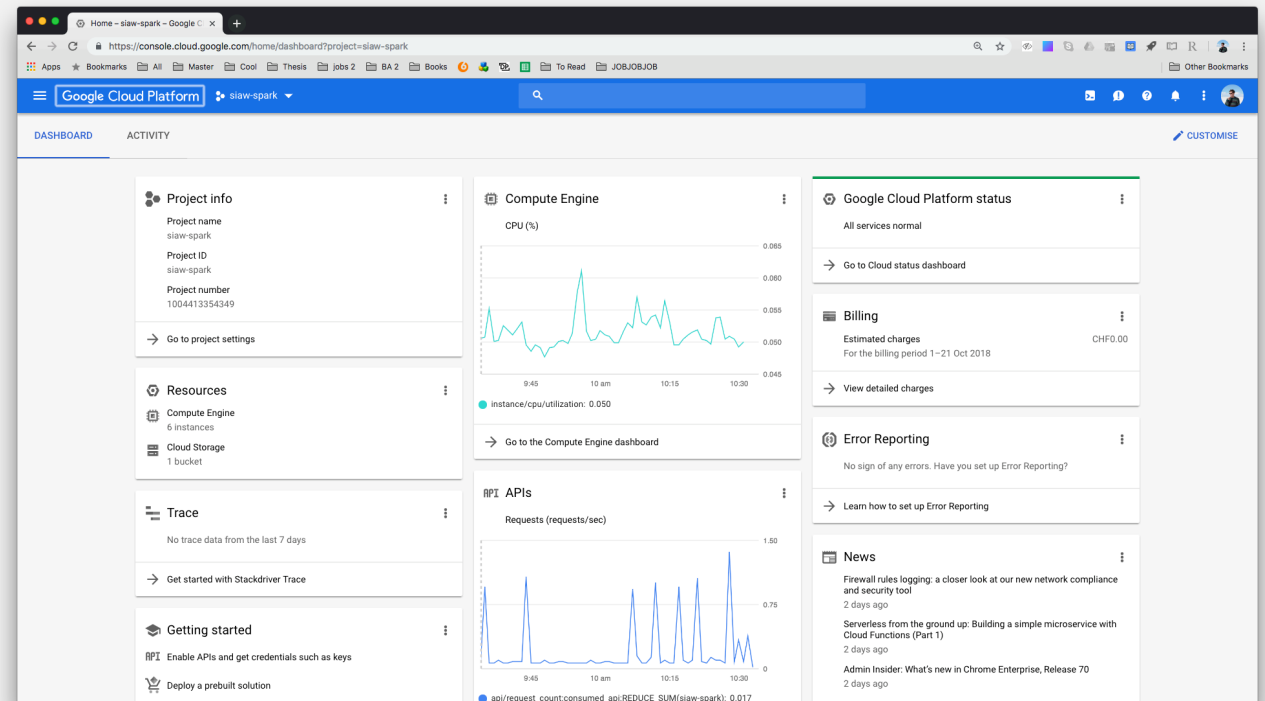 Home – siaw-spark – Google C
https://console.cloud.google.com/home/dashboard?project=siaw-spark
Apps Bookmarks All Master Cool Thesis jobs 2 BA 2 Books To Read JOBJOBJOB Other Bookmarks
Google Cloud Platform siaw-spark
DASHBOARD ACTIVITY CUSTOMISE
Project info
Project name
siaw-spark
Project ID
siaw-spark
Project number
1004413354349
Go to project settings
Resources
Compute Engine
6 instances
Cloud Storage
1 bucket
Trace
No trace data from the last 7 days
Get started with Stackdriver Trace
Getting started
API Enable APIs and get credentials such as keys
Deploy a prebuilt solution
Compute Engine
CPU (%)
0.065
0.060
0.055
0.050
0.045
9:45 10 am 10:15 10:30
instance/cpu/utilization: 0.050
Go to the Compute Engine dashboard
API APIs
Requests (requests/sec)
1.50
0.75
0
9:45 10 am 10:15 10:30
api/request_count:consumed_api:REDUCE_SUM(siaw-spark): 0.017
Google Cloud Platform status
All services normal
Go to Cloud status dashboard
Billing
Estimated charges CHF0.00
For the billing period 1–21 Oct 2018
View detailed charges
Error Reporting
No sign of any errors. Have you set up Error Reporting?
Learn how to set up Error Reporting
News
Firewall rules logging: a closer look at our new network compliance
and security tool
2 days ago
Serverless from the ground up: Building a simple microservice with
Cloud Functions (Part 1)
2 days ago
Admin Insider: What's new in Chrome Enterprise, Release 70
2 days ago